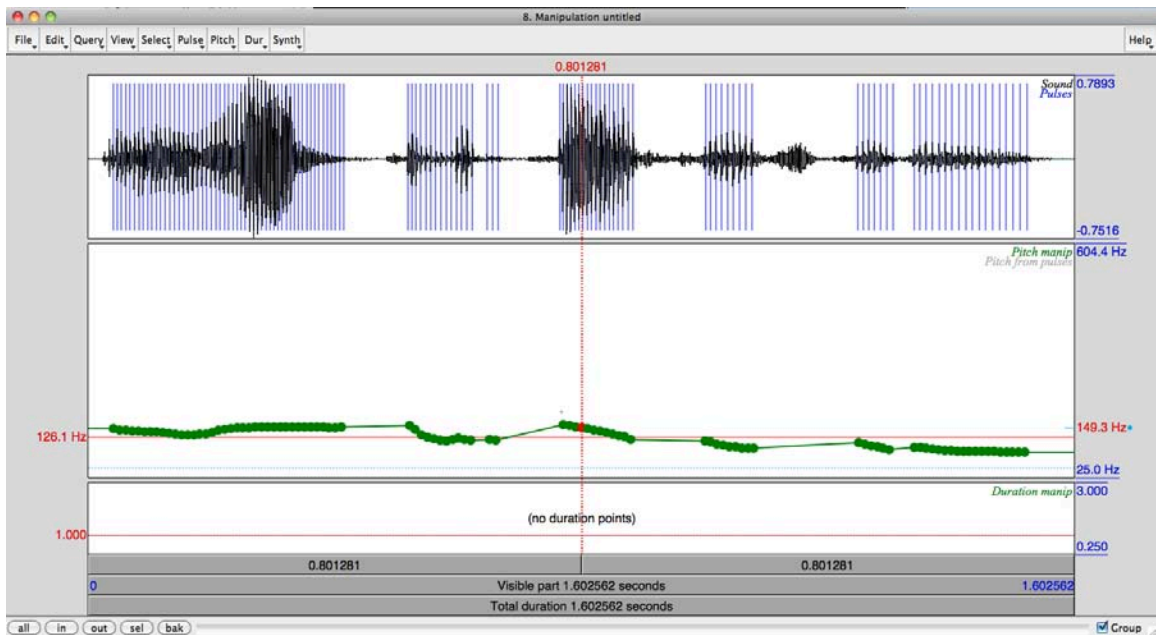 8. Manipulation untitled
File Edit Query View Select Pulse Pitch Dur Synth Help
0.801281
Sound 0.7893
Pulses
-0.7516
Pitch manip 604.4 Hz
Pitch from pulses
126.1 Hz 149.3 Hz
25.0 Hz
Duration manip 3.000
(no duration points)
1.000
0.250
0.801281 0.801281
0 Visible part 1.602562 seconds 1.602562
Total duration 1.602562 seconds
all in out sel bak Group